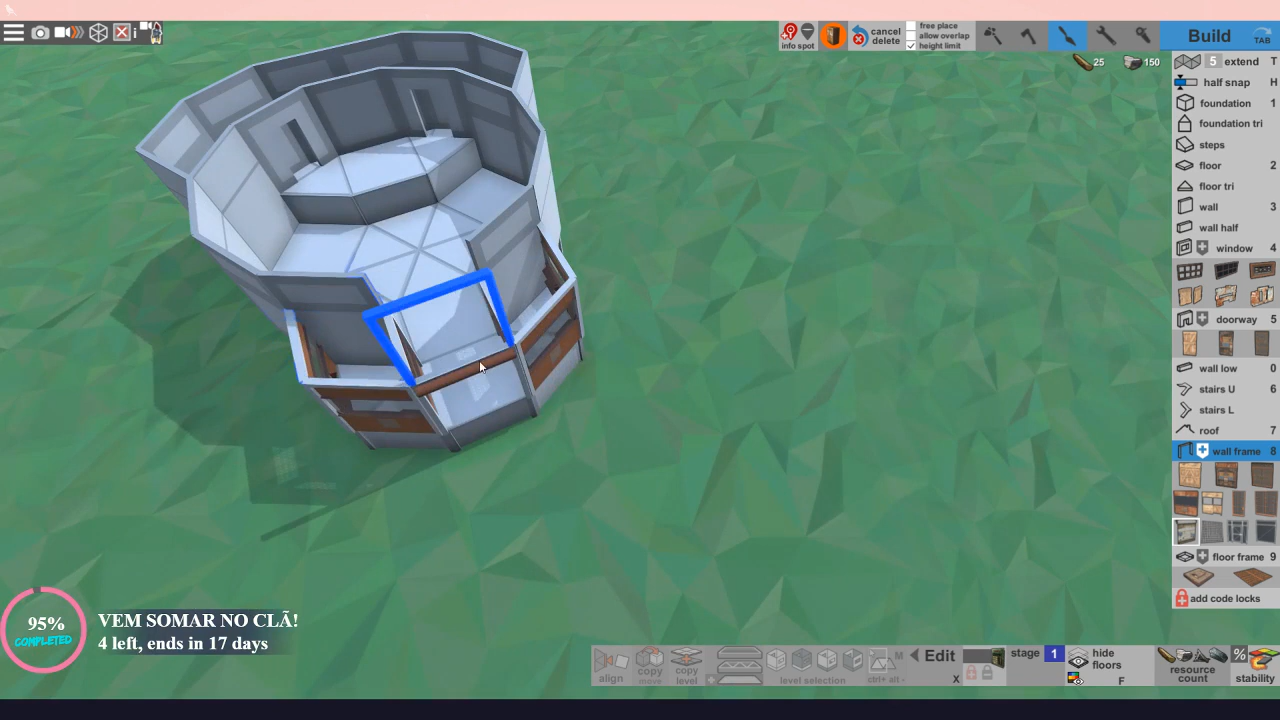 i
info spot
cancel
delete
free place
allow overlap
height limit
Build
TAB
25
150
5 extend T
half snap H
foundation 1
foundation tri
steps
floor 2
floor tri
wall 3
wall half
window 4
doorway 5
wall low 0
stairs U 6
stairs L
roof 7
wall frame 8
floor frame 9
add code locks
95%
COMPLETED
VEM SOMAR NO CLÃ!
4 left, ends in 17 days
align
copy
move
copy
level
level selection
M
ctrl+ alt -
Edit
X
stage 1
hide
floors
F
resource
count
%
stability